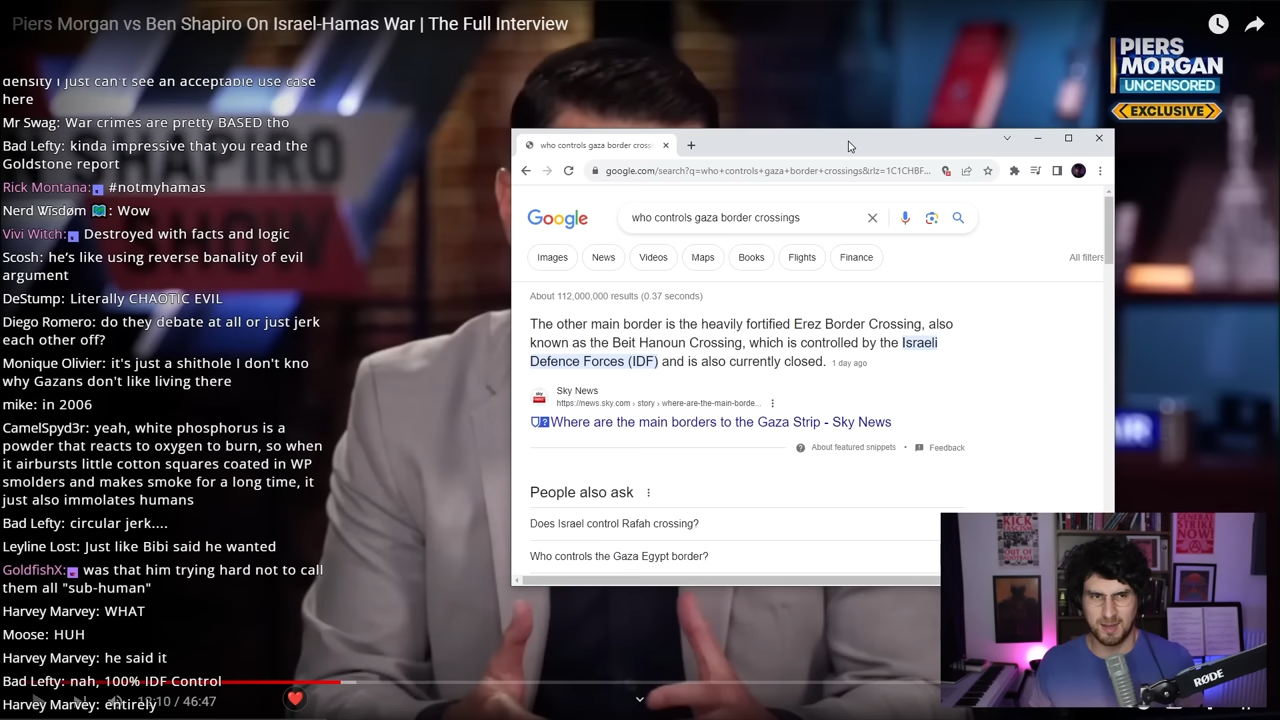 Piers Morgan vs Ben Shapiro On Israel-Hamas War | The Full Interview
PIERS
MORGAN
UNCENSORED
EXCLUSIVE
density I just can't see an acceptable use case
here
Mr Swag: War crimes are pretty BASED tho
Bad Lefty: kinda impressive that you read the
Goldstone report
Rick Montana: #notmyhamas
Nerd Wisdøm: Wow
Vivi Witch: Destroyed with facts and logic
Scosh: he's like using reverse banality of evil
argument
DeStump: Literally CHAOTIC EVIL
Diego Romero: do they debate at all or just jerk
each other off?
Monique Olivier: it's just a shithole I don't kno
why Gazans don't like living there
mike: in 2006
CamelSpyd3r: yeah, white phosphorus is a
powder that reacts to oxygen to burn, so when
it airbursts little cotton squares coated in WP
smolders and makes smoke for a long time, it
just also immolates humans
Bad Lefty: circular jerk....
Leyline Lost: Just like Bibi said he wanted
GoldfishX: was that him trying hard not to call
them all "sub-human"
Harvey Marvey: WHAT
Moose: HUH
Harvey Marvey: he said it
Bad Lefty: nah, 100% IDF Control
Harvey Marvey: entirely
/ 46:47
SHAPIRO
SHOW
who controls gaza border cross
google.com/search?q=who+controls+gaza+border+crossings&rlz=1C1CHBF...
Google
who controls gaza border crossings
Images
News
Videos
Maps
Books
Flights
Finance
All filters
About 112,000,000 results (0.37 seconds)
The other main border is the heavily fortified Erez Border Crossing, also
known as the Beit Hanoun Crossing, which is controlled by the Israeli
Defence Forces (IDF) and is also currently closed. 1 day ago
sky
Sky News
https://news.sky.com › story › where-are-the-main-borde...
Where are the main borders to the Gaza Strip - Sky News
About featured snippets • Feedback
People also ask
Does Israel control Rafah crossing?
Who controls the Gaza Egypt border?
KICK
FASCISM
OUT OF
FOOTBALL
GENERAL
STRIKE
NOW!
RØDE